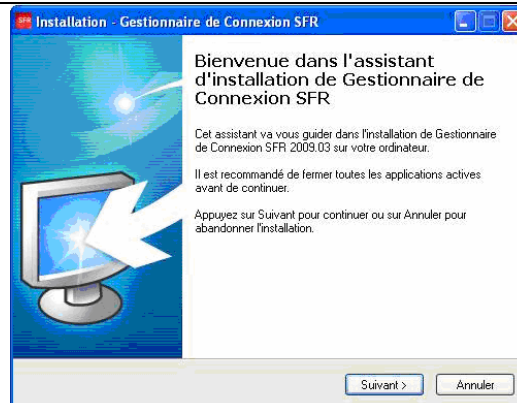 SFR Installation - Gestionnaire de Connexion SFR
Bienvenue dans l'assistant
d'installation de Gestionnaire de
Connexion SFR
Cet assistant va vous guider dans l'installation de Gestionnaire
de Connexion SFR 2009.03 sur votre ordinateur.
Il est recommandé de fermer toutes les applications actives
avant de continuer.
Appuyez sur Suivant pour continuer ou sur Annuler pour
abandonner l'installation.
Suivant > Annuler